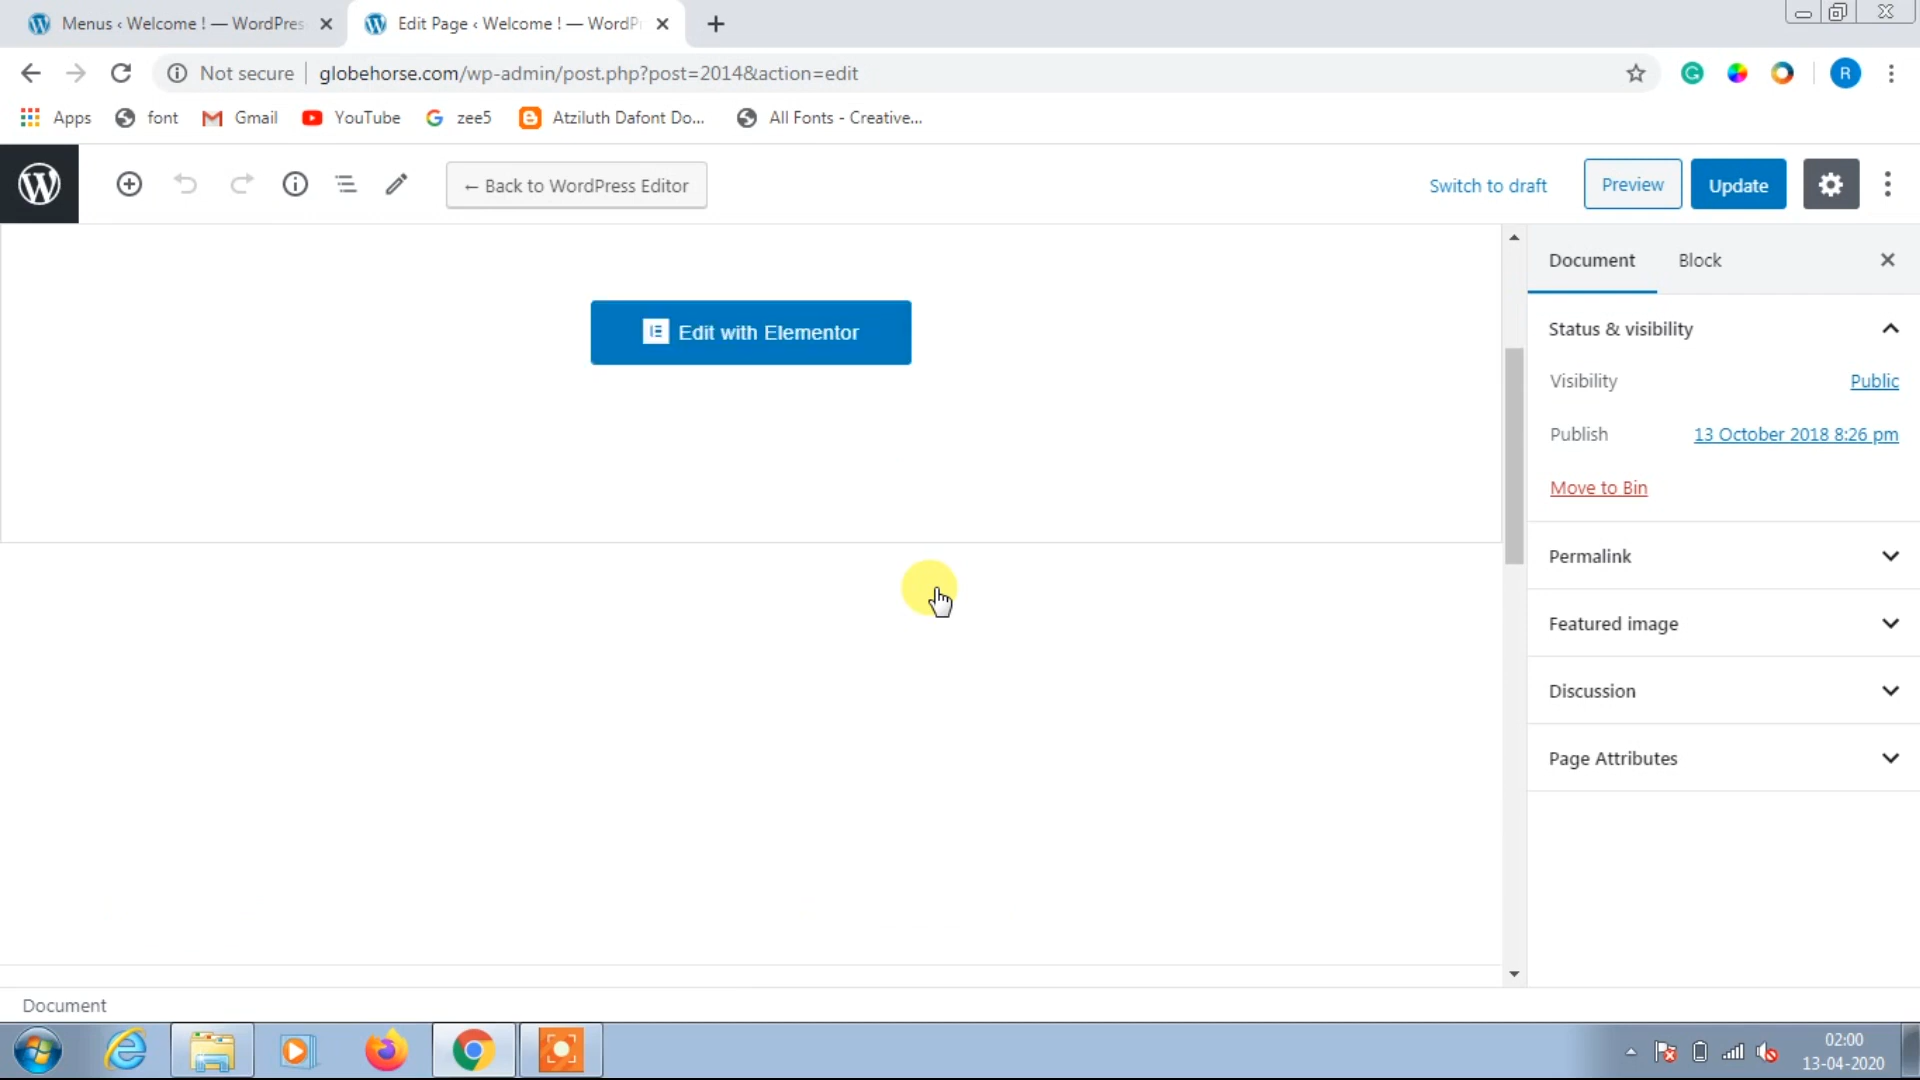 Menus ‹ Welcome ! — WordPres
Edit Page ‹ Welcome ! — WordP
Not secure
globehorse.com/wp-admin/post.php?post=2014&action=edit
R
Apps
font
Gmail
YouTube
zee5
Atziluth Dafont Do...
All Fonts - Creative...
← Back to WordPress Editor
Switch to draft
Preview
Update
Document
Block
Edit with Elementor
Status & visibility
Visibility
Public
Publish
13 October 2018 8:26 pm
Move to Bin
Permalink
Featured image
Discussion
Page Attributes
Document
02:00
13-04-2020